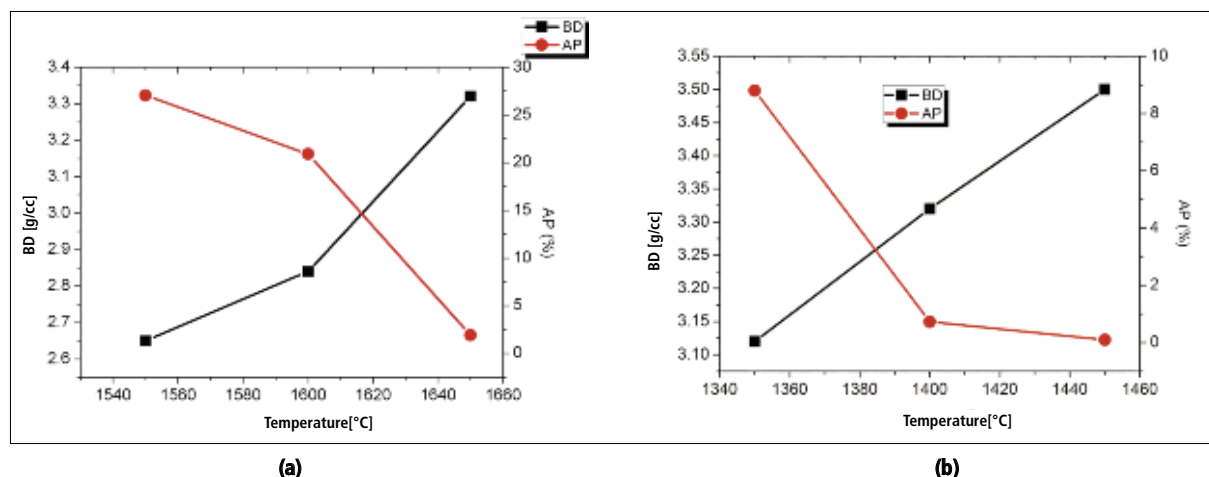 BD
AP
3.4
3.3
3.2
3.1
3.0
2.9
2.8
2.7
2.6
BD [g/cc]
30
25
20
15
10
5
0
AP (%)
1540 1560 1580 1600 1620 1640 1660
Temperature[°C]
(a)
BD
AP
3.55
3.50
3.45
3.40
3.35
3.30
3.25
3.20
3.15
3.10
BD [g/cc]
10
8
6
4
2
0
AP (%)
1340 1360 1380 1400 1420 1440 1460
Temperature[°C]
(b)